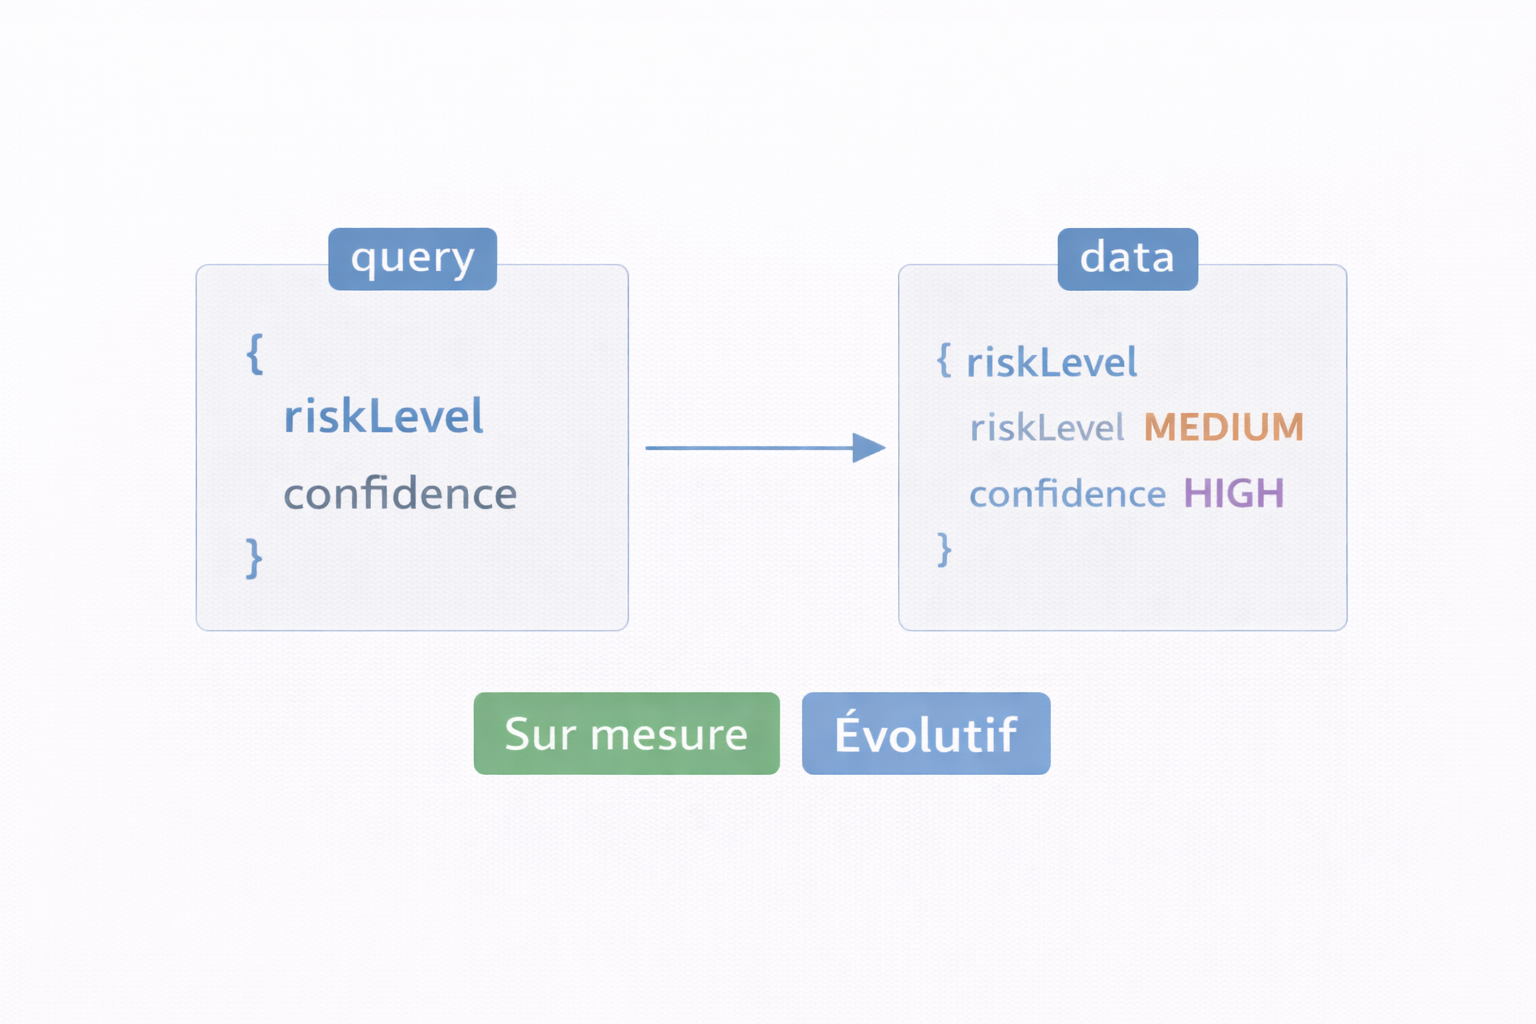 query
{
riskLevel
confidence
}
data
{ riskLevel
riskLevel MEDIUM
confidence HIGH
}
Sur mesure
Évolutif